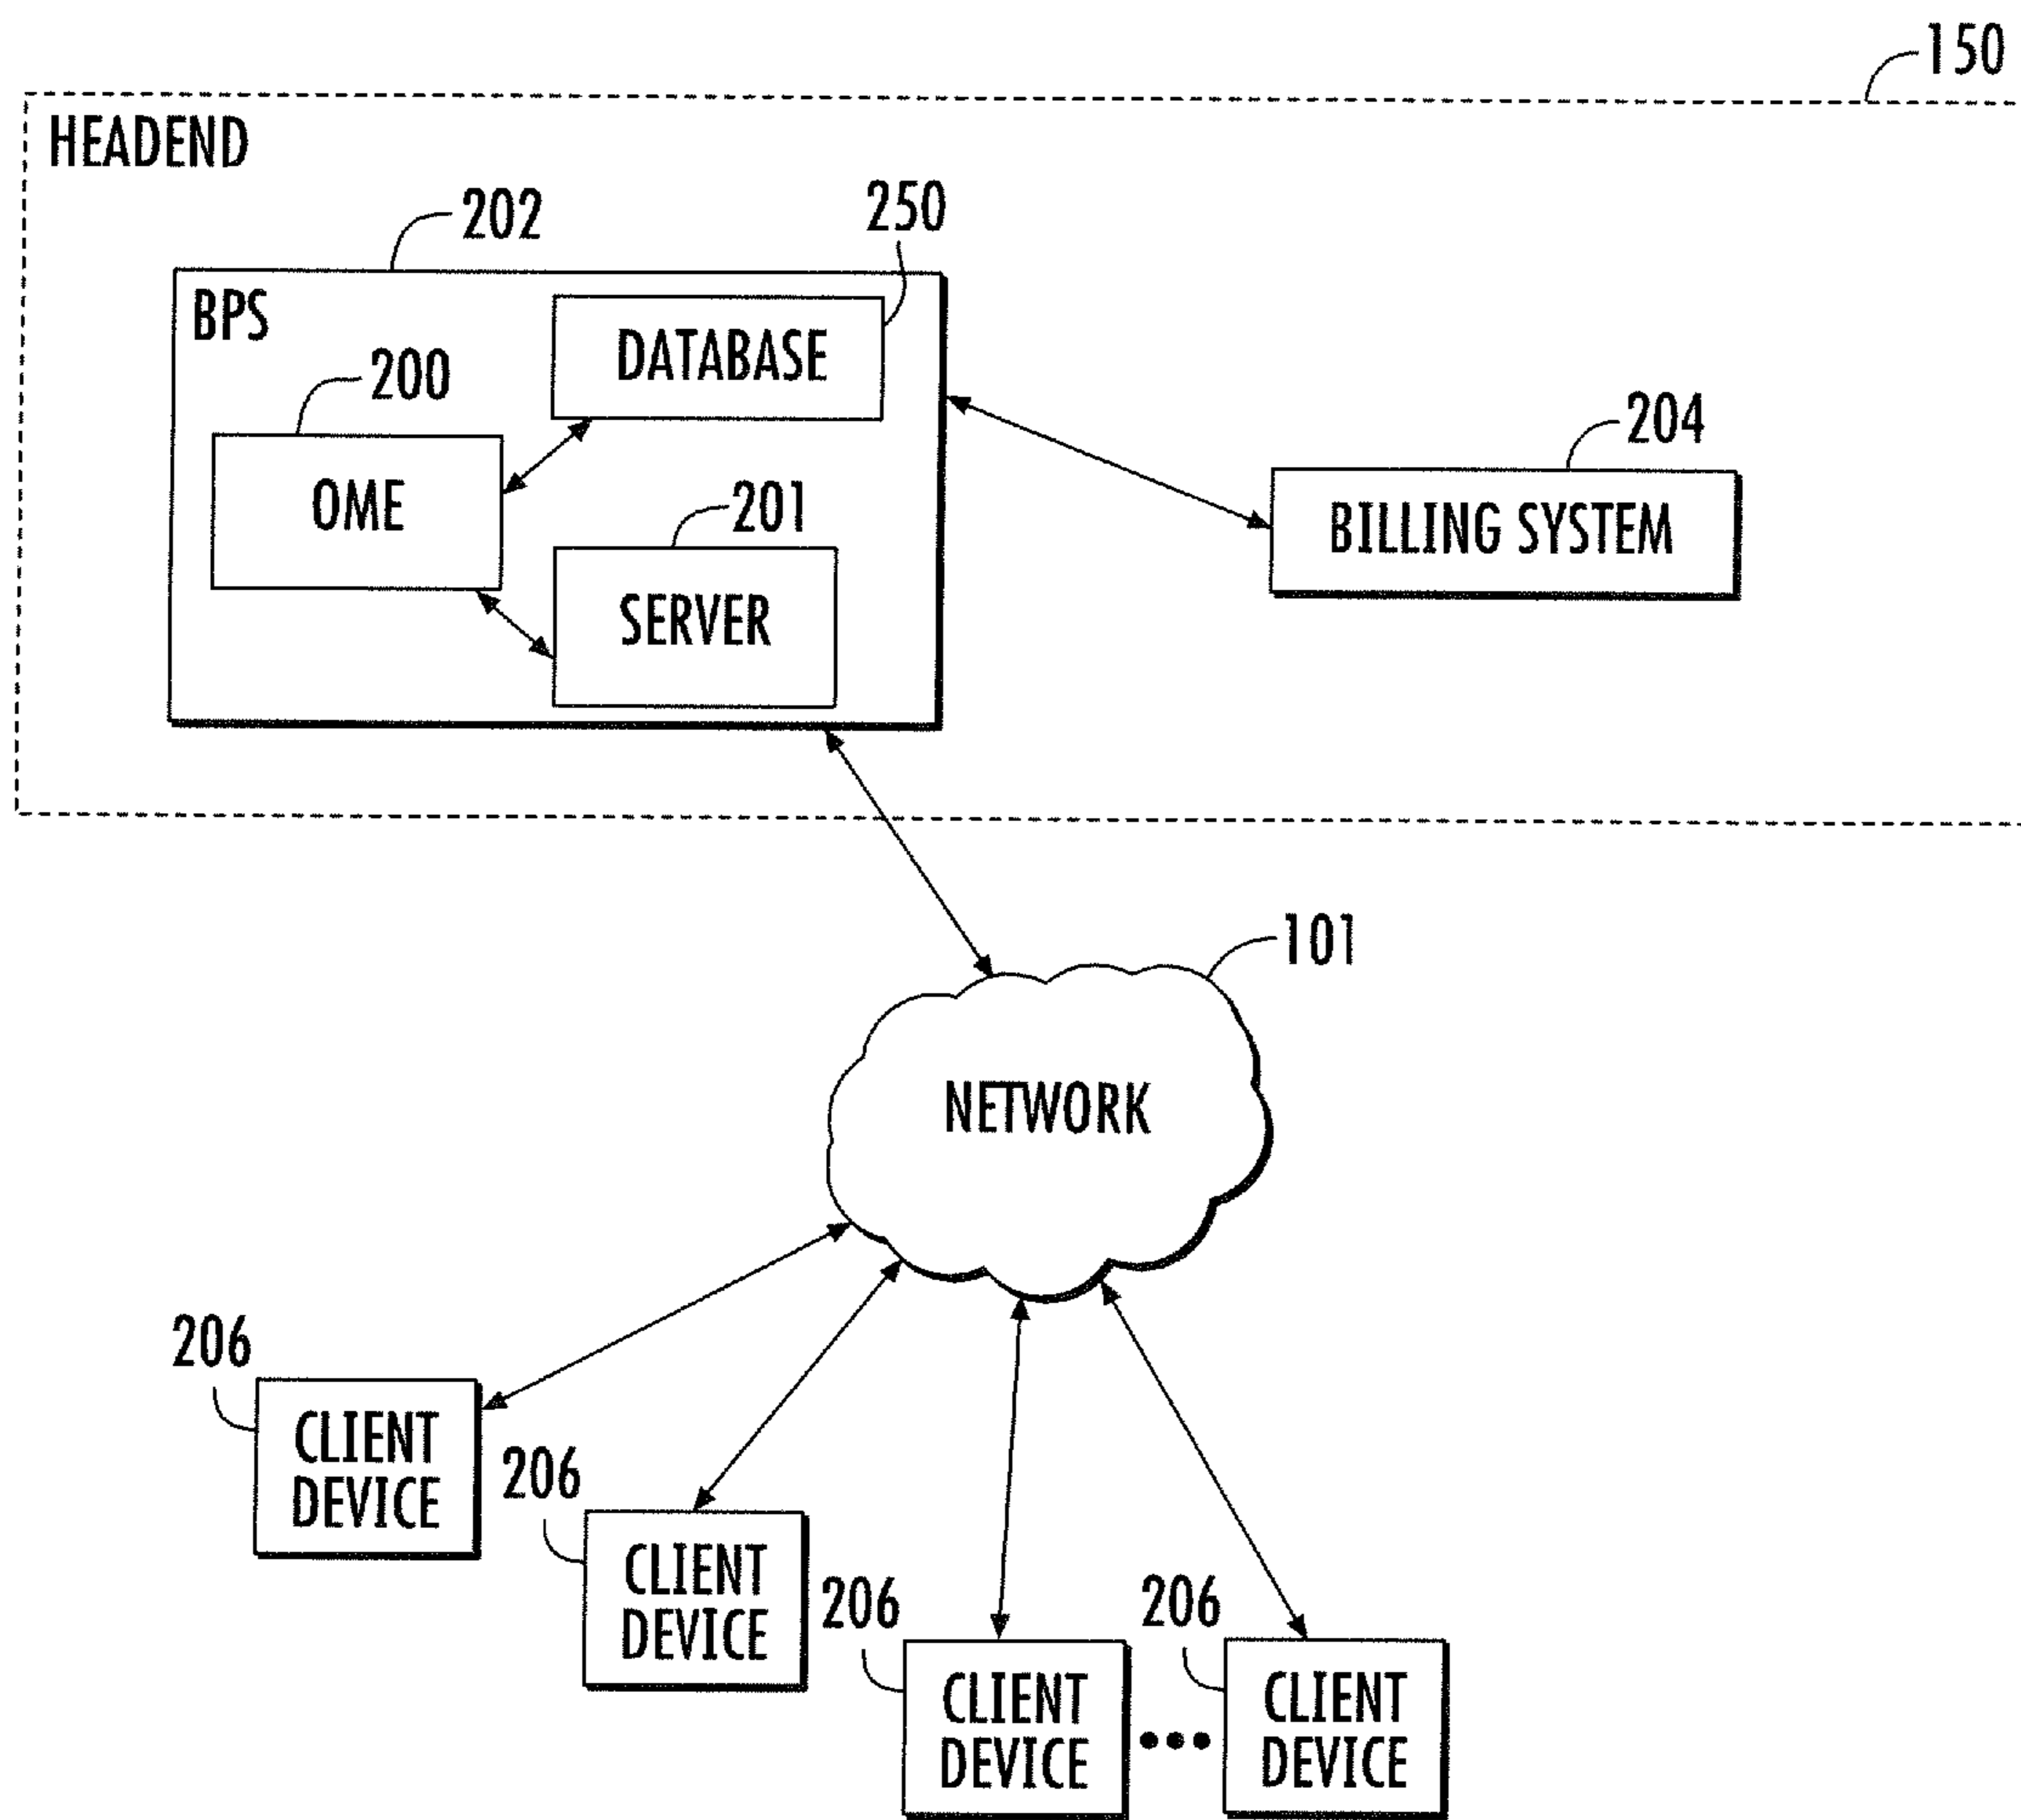 150
HEADEND
202
250
BPS
DATABASE
200
204
OME
201
BILLING SYSTEM
SERVER
101
NETWORK
206
CLIENT
DEVICE
206
CLIENT
DEVICE
206
CLIENT
DEVICE
206
CLIENT
DEVICE